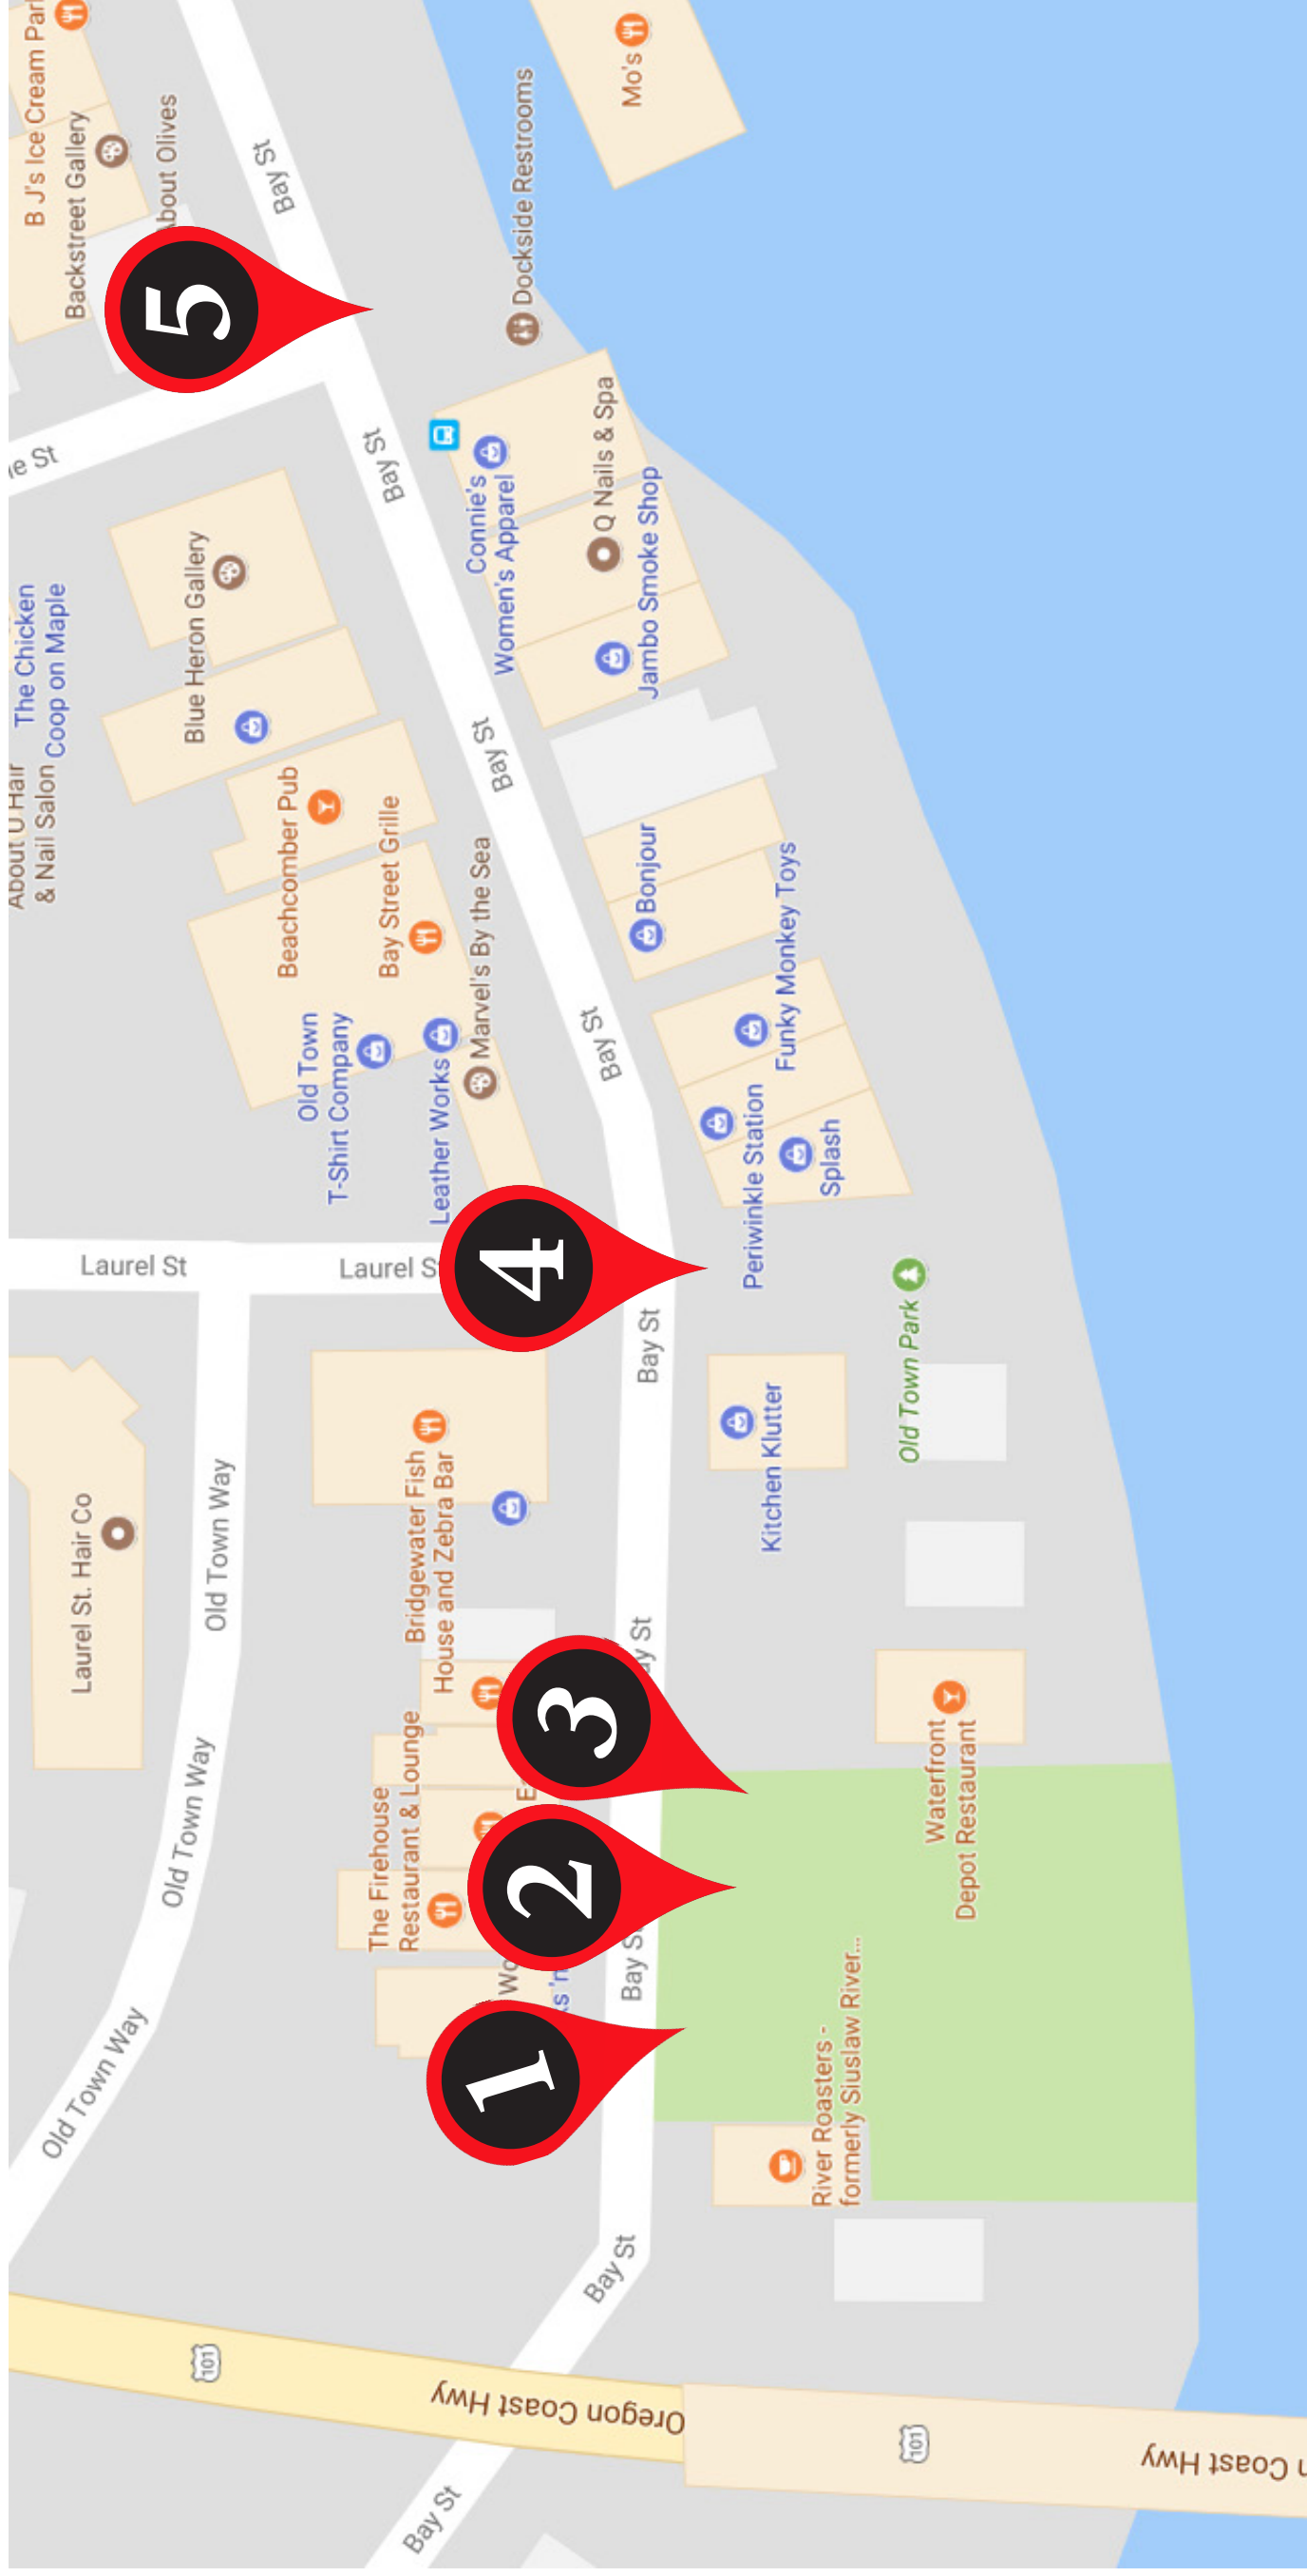 B J's Ice Cream Par
Backstreet Gallery
About Olives
Bay St
Mo's
Dockside Restrooms
5
Bay St
Connie's
Women's Apparel
Q Nails & Spa
Jambo Smoke Shop
The Chicken
Coop on Maple
About U Hair
& Nail Salon
Blue Heron Gallery
Beachcomber Pub
Bay Street Grille
Bay St
Marvel's By the Sea
Bonjour
Funky Monkey Toys
Old Town
T-Shirt Company
Leather Works
Bay St
Periwinkle Station
Splash
Laurel St
Laurel S
4
Bay St
Old Town Park
Kitchen Klutter
Laurel St. Hair Co
Old Town Way
Bridgewater Fish
House and Zebra Bar
3
Old Town Way
The Firehouse
Restaurant & Lounge
2
Bay S
Waterfront
Depot Restaurant
Old Town Way
1
River Roasters -
formerly Siuslaw River...
Bay St
101
Oregon Coast Hwy
101
Coast Hwy
Bay St